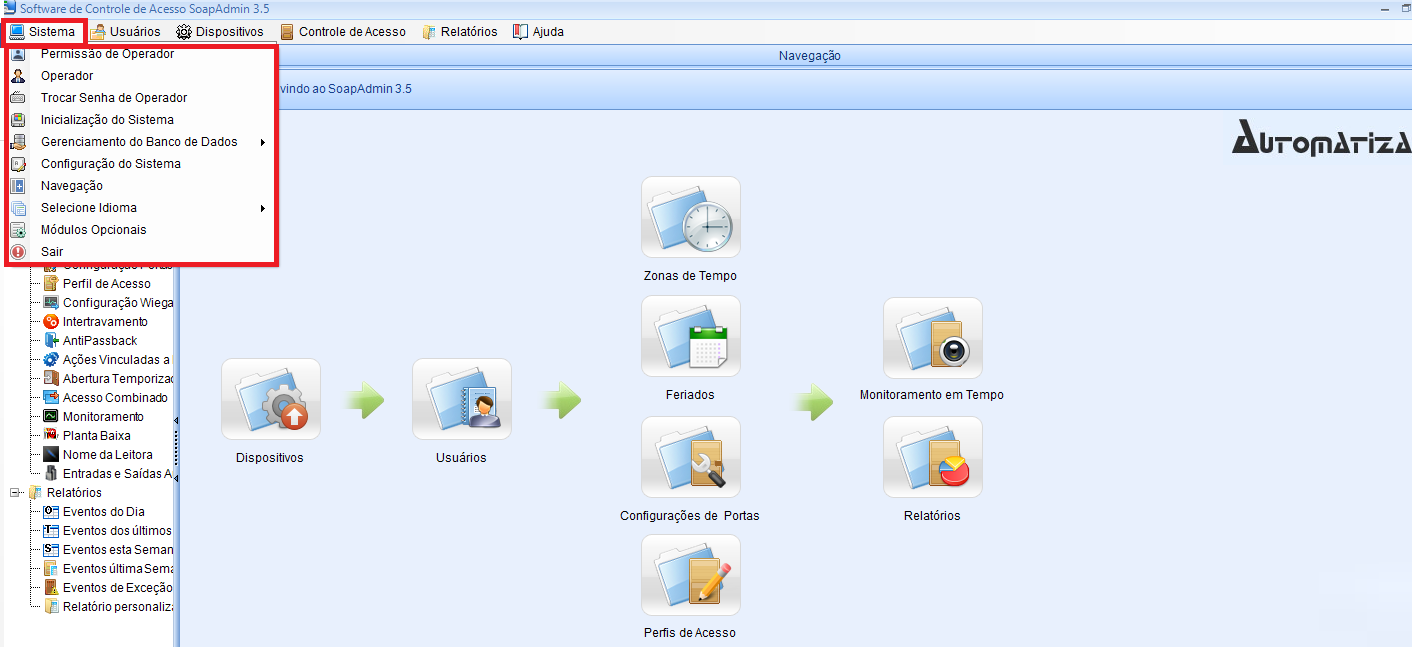 Software de Controle de Acesso SoapAdmin 3.5
Sistema Usuários Dispositivos Controle de Acesso Relatórios Ajuda
Navegação
vindo ao SoapAdmin 3.5
Permissão de Operador
Operador
Trocar Senha de Operador
Inicialização do Sistema
Gerenciamento do Banco de Dados
Configuração do Sistema
Navegação
Selecione Idioma
Módulos Opcionais
Sair
Perfil de Acesso
Configuração Wiega
Intertravamento
AntiPassback
Ações Vinculadas a
Abertura Temporizad
Acesso Combinado
Monitoramento
Planta Baixa
Nome da Leitora
Entradas e Saídas A
Relatórios
Eventos do Dia
Eventos dos últimos
Eventos esta Seman
Eventos última Sema
Eventos de Exceção
Relatório personaliza
Automatiza
Dispositivos
Usuários
Zonas de Tempo
Feriados
Configurações de Portas
Perfis de Acesso
Monitoramento em Tempo
Relatórios